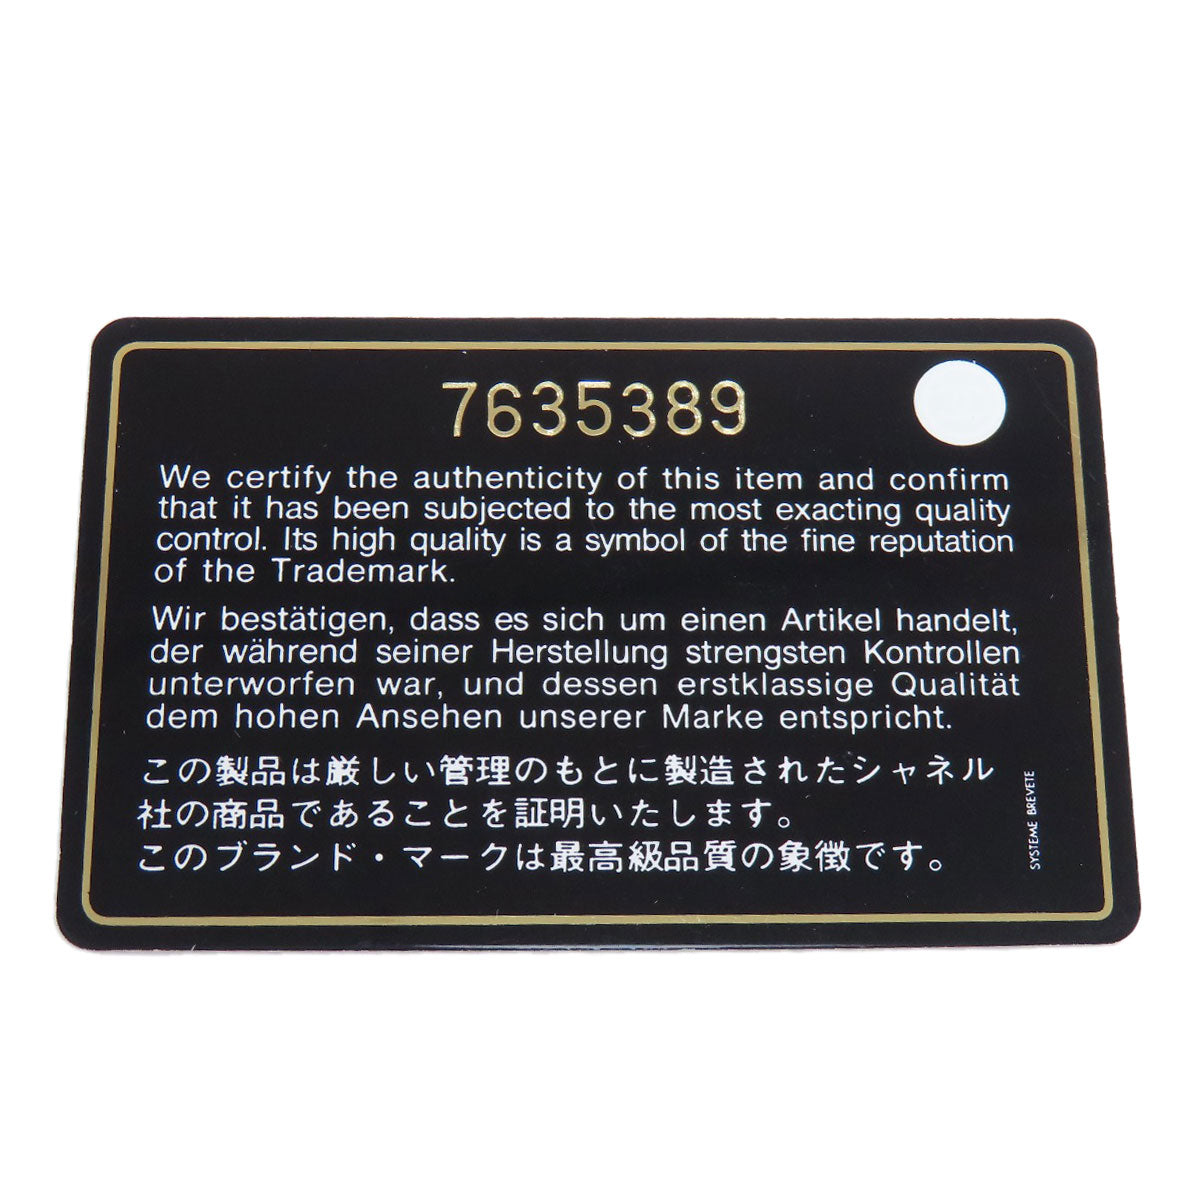 7635389
We certify the authenticity of this item and confirm
that it has been subjected to the most exacting quality
control. Its high quality is a symbol of the fine reputation
of the Trademark.
Wir bestätigen, dass es sich um einen Artikel handelt,
der während seiner Herstellung strengsten Kontrollen
unterworfen war, und dessen erstklassige Qualität
dem hohen Ansehen unserer Marke entspricht.
この製品は厳しい管理のもとに製造されたシャネル
社の商品であることを証明いたします。
このブランド・マークは最高級品質の象徴です。
SYSTEME BREVETE